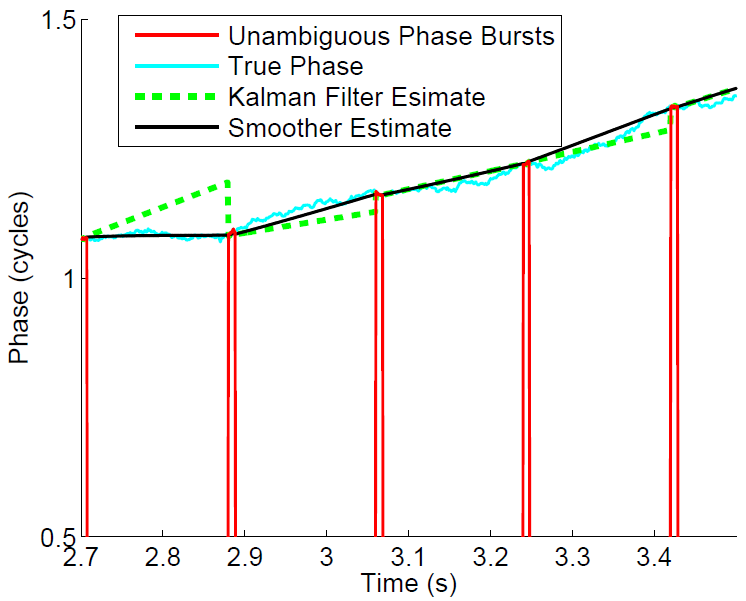 1.5
Unambiguous Phase Bursts
True Phase
Kalman Filter Esimate
Smoother Estimate
Phase (cycles)
1
0.5
2.7 2.8 2.9 3 3.1 3.2 3.3 3.4
Time (s)